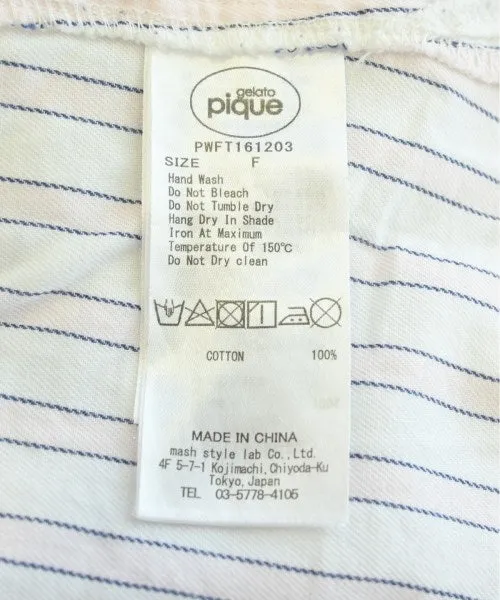 gelato
pique
PWFT161203
SIZE F
Hand Wash
Do Not Bleach
Do Not Tumble Dry
Hang Dry In Shade
Iron At Maximum
Temperature Of 150℃
Do Not Dry clean
COTTON 100%
MADE IN CHINA
mash style lab Co.,Ltd.
4F 5-7-1 Kojimachi,Chiyoda-Ku
Tokyo,Japan
TEL 03-5778-4105